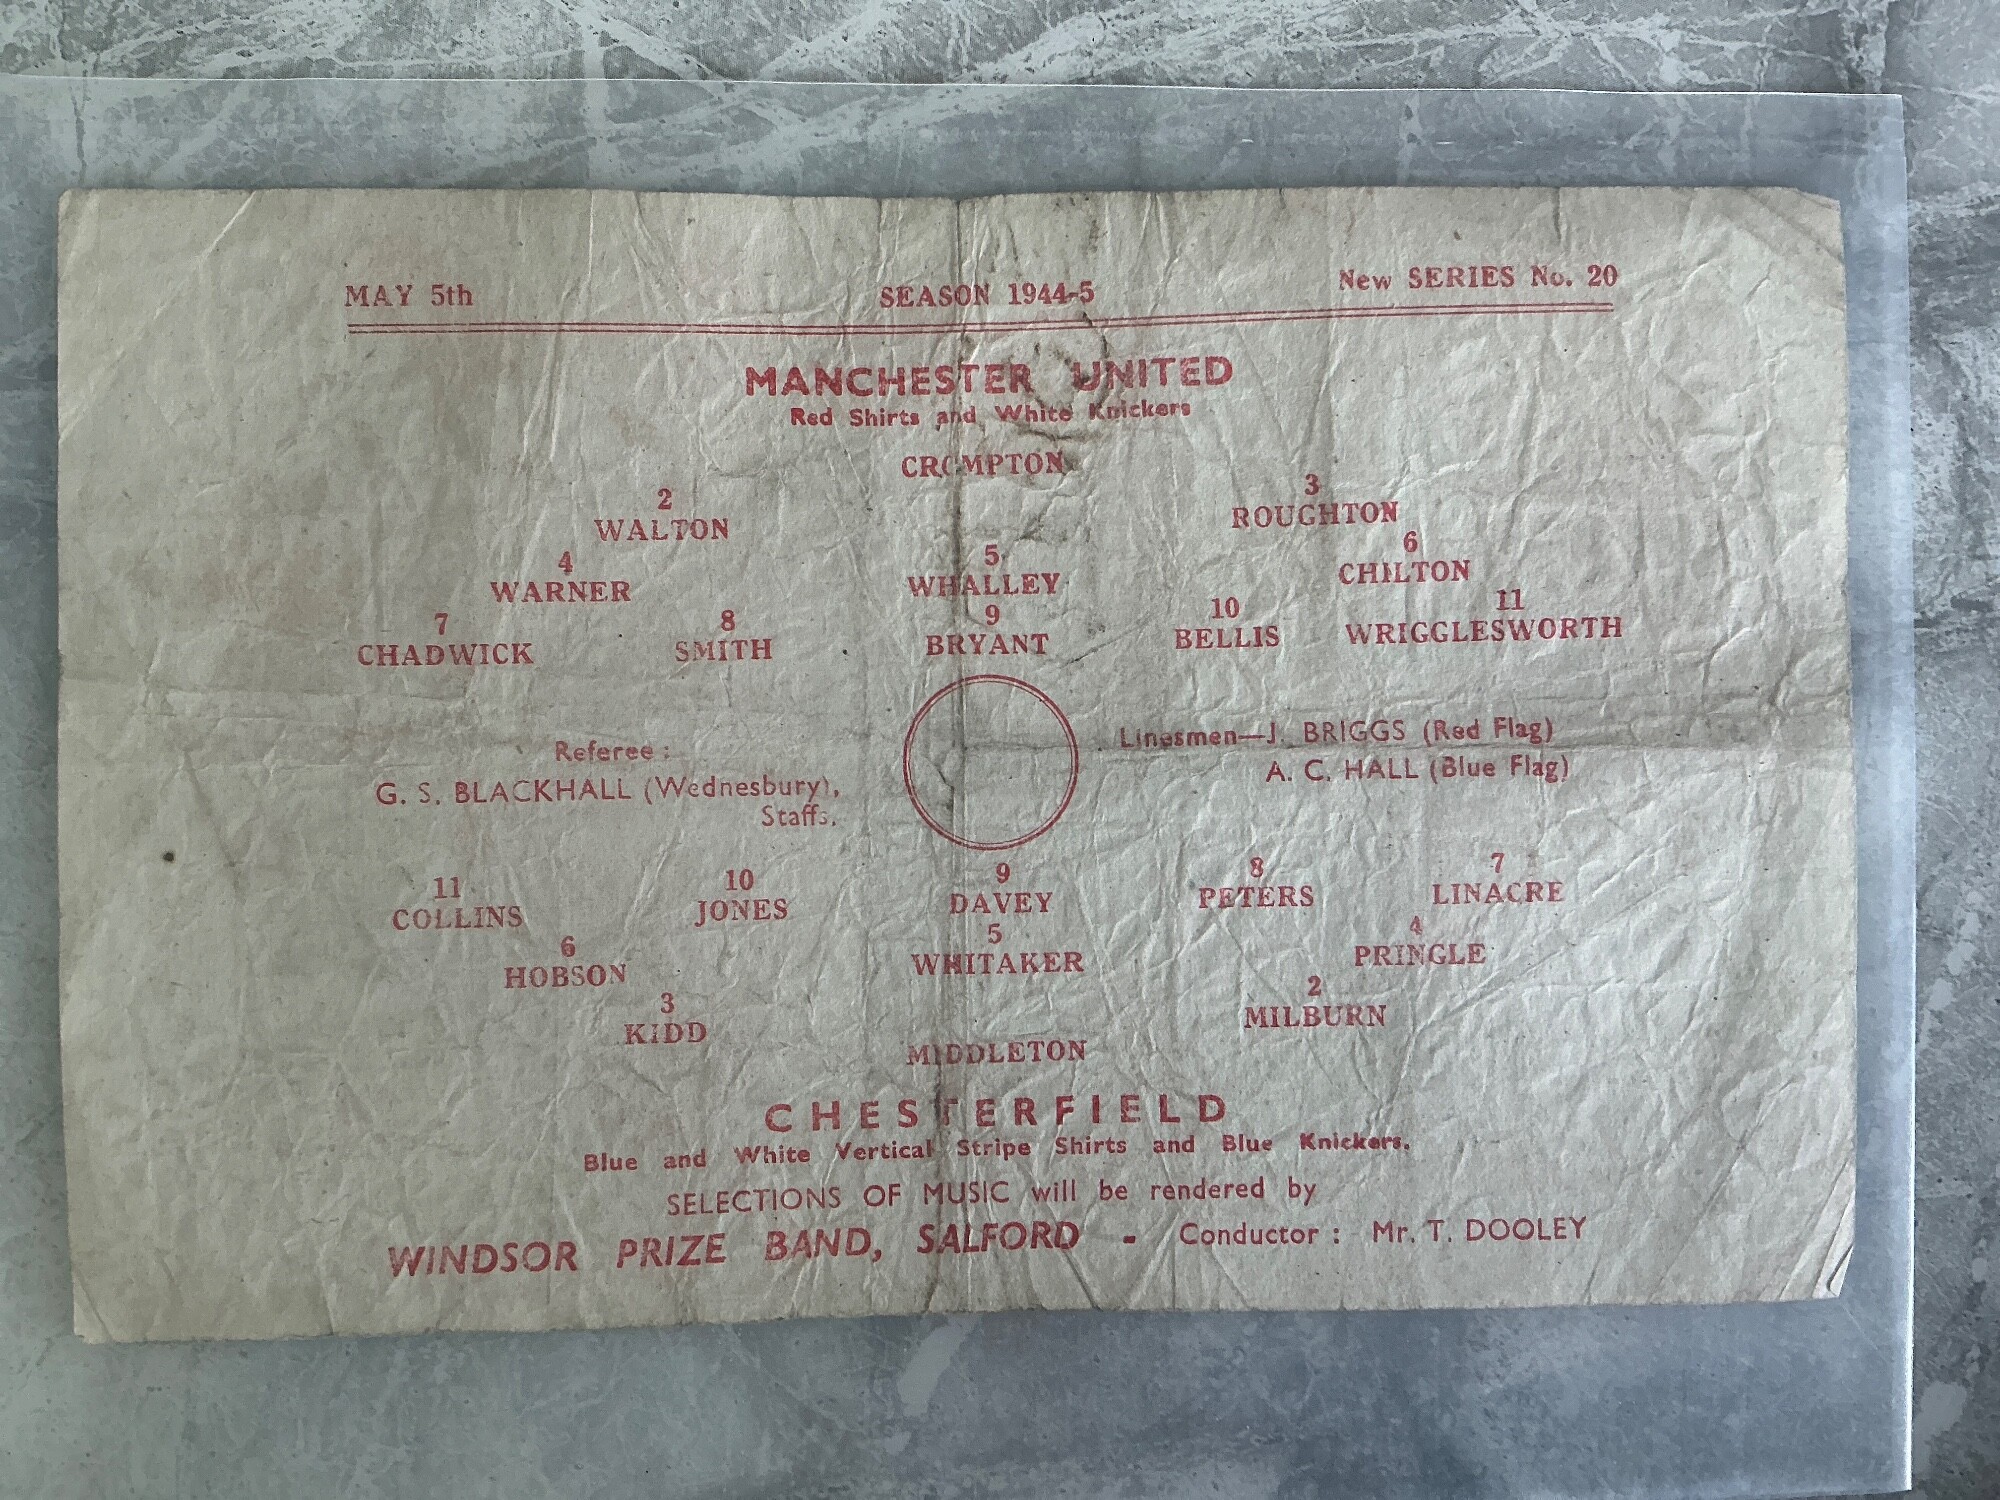 MAY 5th SEASON 1944-5 New SERIES No. 20
MANCHESTER UNITED
Red Shirts and White Knickers
CROMPTON
2 3
WALTON ROUGHTON
4 5 6
WARNER WHALLEY CHILTON
7 8 9 10 11
CHADWICK SMITH BRYANT BELLIS WRIGGLESWORTH
Referee :
G. S. BLACKHALL (Wednesbury),
Staffs.
Linesmen—J. BRIGGS (Red Flag)
A. C. HALL (Blue Flag)
11 10 9 8 7
COLLINS JONES DAVEY PETERS LINACRE
6 5 4
HOBSON WHITAKER PRINGLE
3 2
KIDD MILBURN
MIDDLETON
CHESTERFIELD
Blue and White Vertical Stripe Shirts and Blue Knickers.
SELECTIONS OF MUSIC will be rendered by
WINDSOR PRIZE BAND, SALFORD - Conductor : Mr. T. DOOLEY